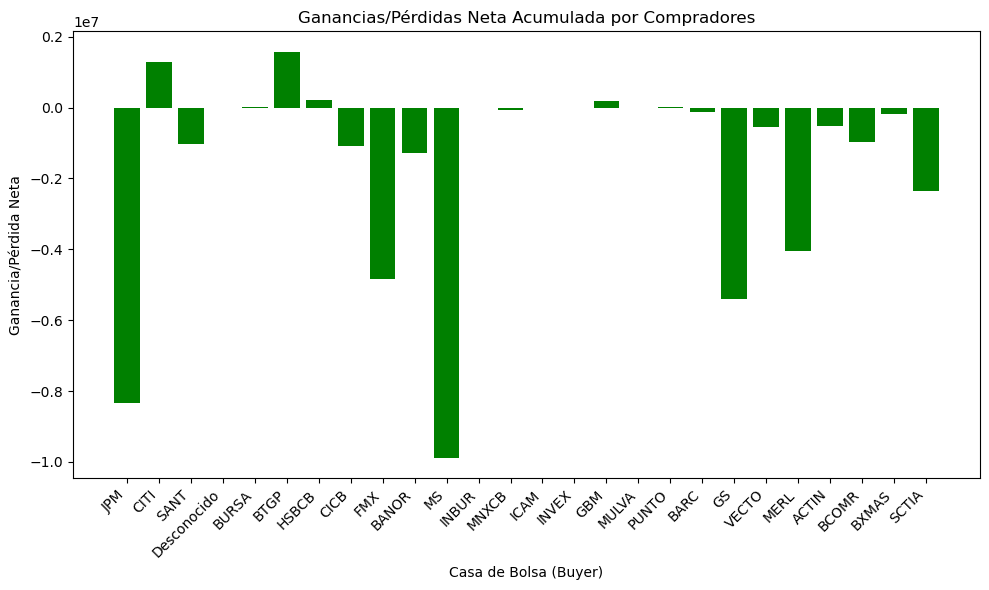 Ganancias/Pérdidas Neta Acumulada por Compradores
1e7
0.2
0.0
−0.2
−0.4
−0.6
−0.8
−1.0
Ganancia/Pérdida Neta
JPM
CITI
SANT
Desconocido
BURSA
BTGP
HSBCB
CICB
FMX
BANOR
MS
INBUR
MNXCB
ICAM
INVEX
GBM
MULVA
PUNTO
BARC
GS
VECTO
MERL
ACTIN
BCOMR
BXMAS
SCTIA
Casa de Bolsa (Buyer)